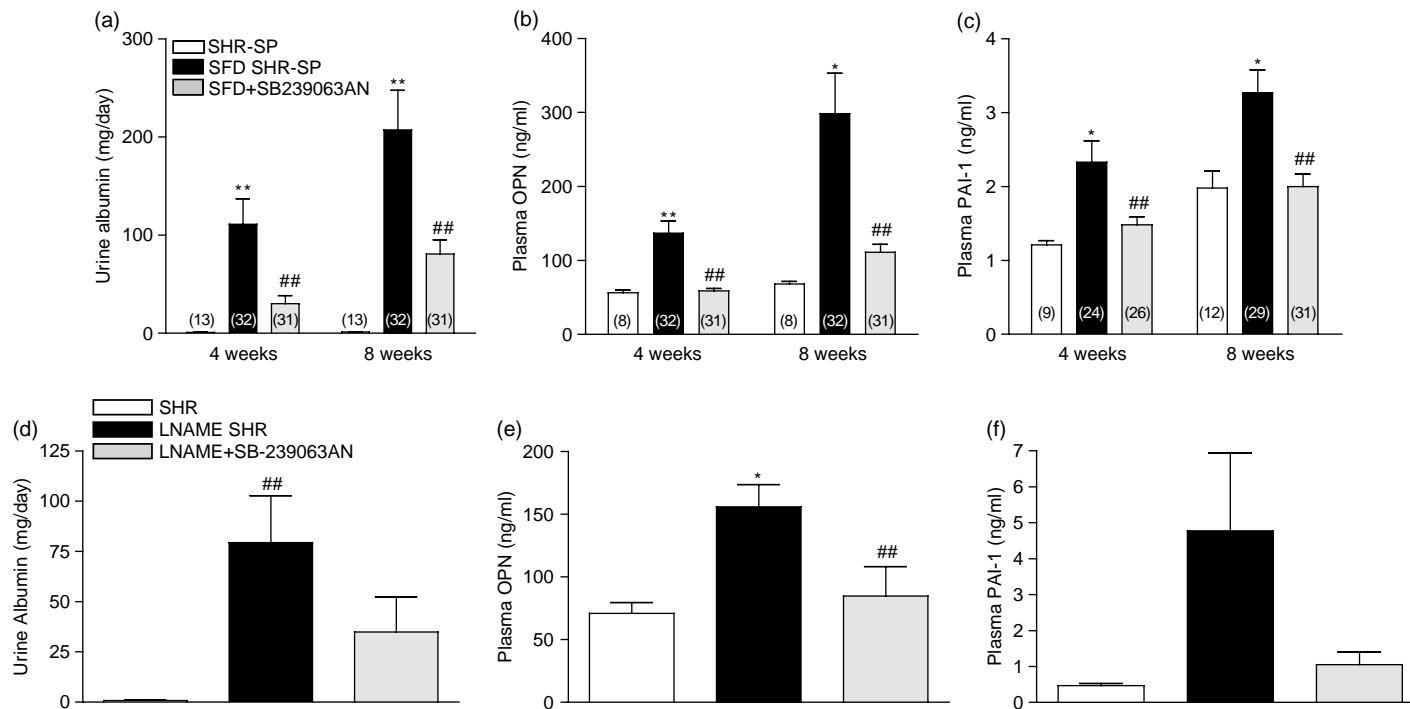 (a)
300
200
100
0
Urine albumin (mg/day)
SHR-SP
SFD SHR-SP
SFD+SB239063AN
**
##
**
##
(13)
(32)
(31)
(13)
(32)
(31)
4 weeks
8 weeks
(b)
400
300
200
100
0
Plasma OPN (ng/ml)
**
##
*
##
(8)
(32)
(31)
(8)
(32)
(31)
4 weeks
8 weeks
(c)
4
3
2
1
0
Plasma PAI-1 (ng/ml)
*
##
*
##
(9)
(24)
(26)
(12)
(29)
(31)
4 weeks
8 weeks
(d)
125
100
75
50
25
0
Urine Albumin (mg/day)
SHR
LNAME SHR
LNAME+SB-239063AN
##
(e)
200
150
100
50
0
Plasma OPN (ng/ml)
*
##
(f)
7
6
5
4
3
2
1
0
Plasma PAI-1 (ng/ml)